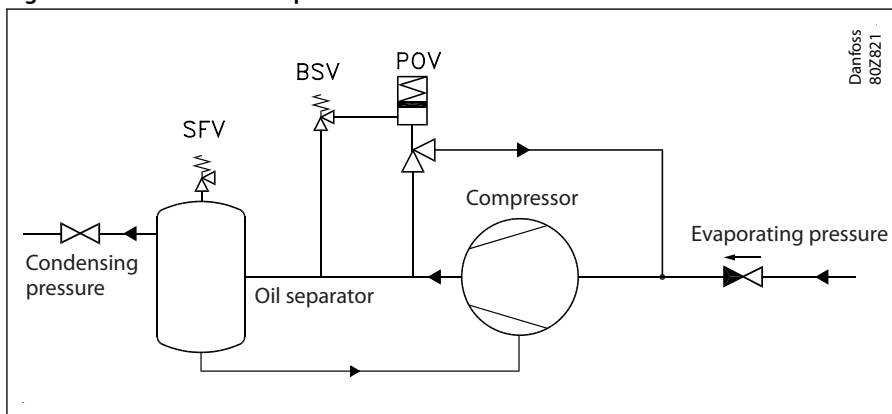 Danfoss
80Z821
BSV
POV
SFV
Compressor
Evaporating pressure
Condensing
pressure
Oil separator